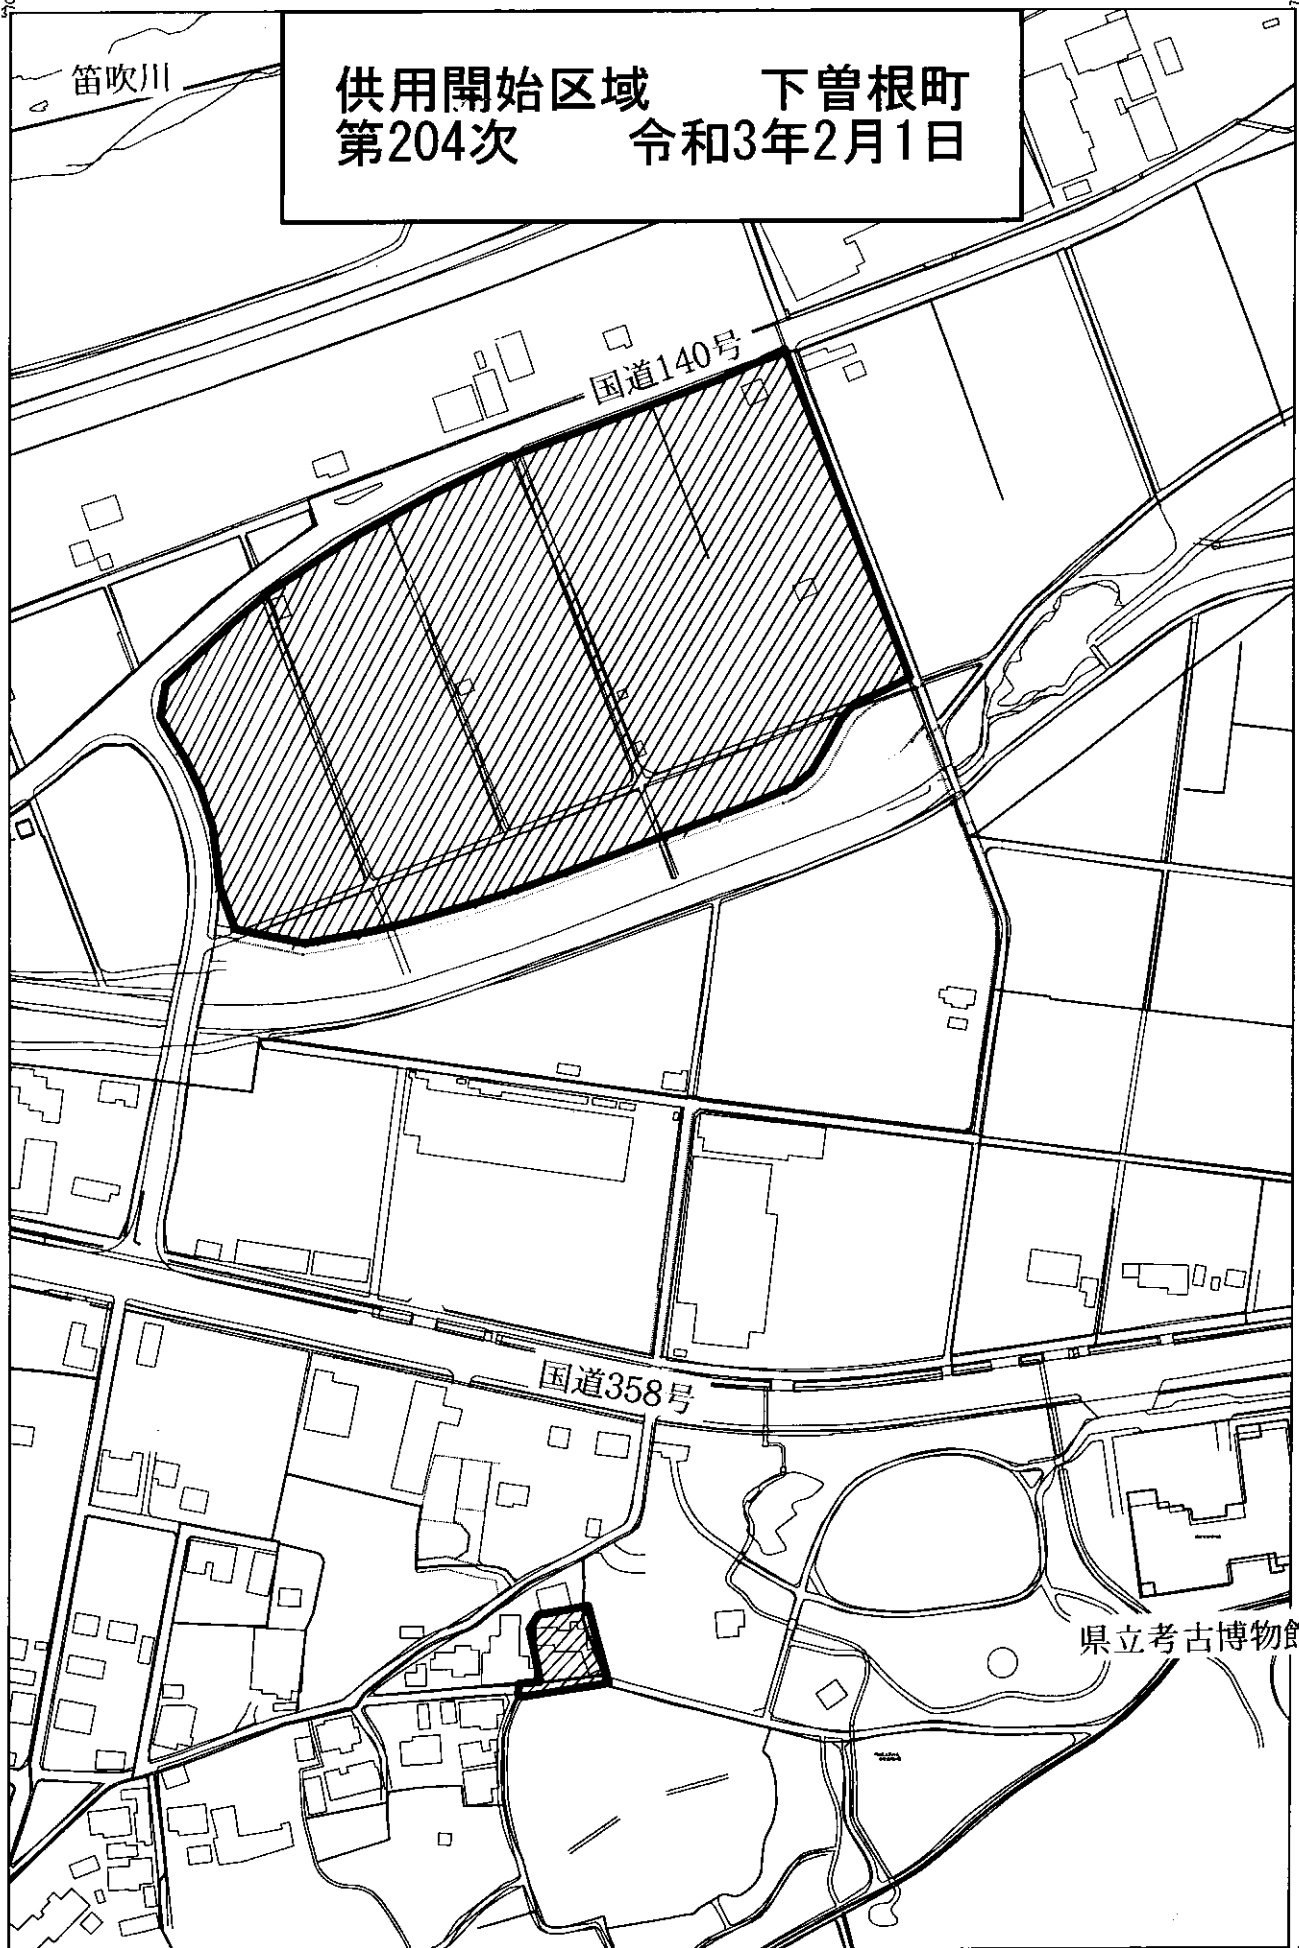 供用開始区域 下曽根町
第204次 令和3年2月1日
笛吹川
国道140号
国道358号
県立考古博物館